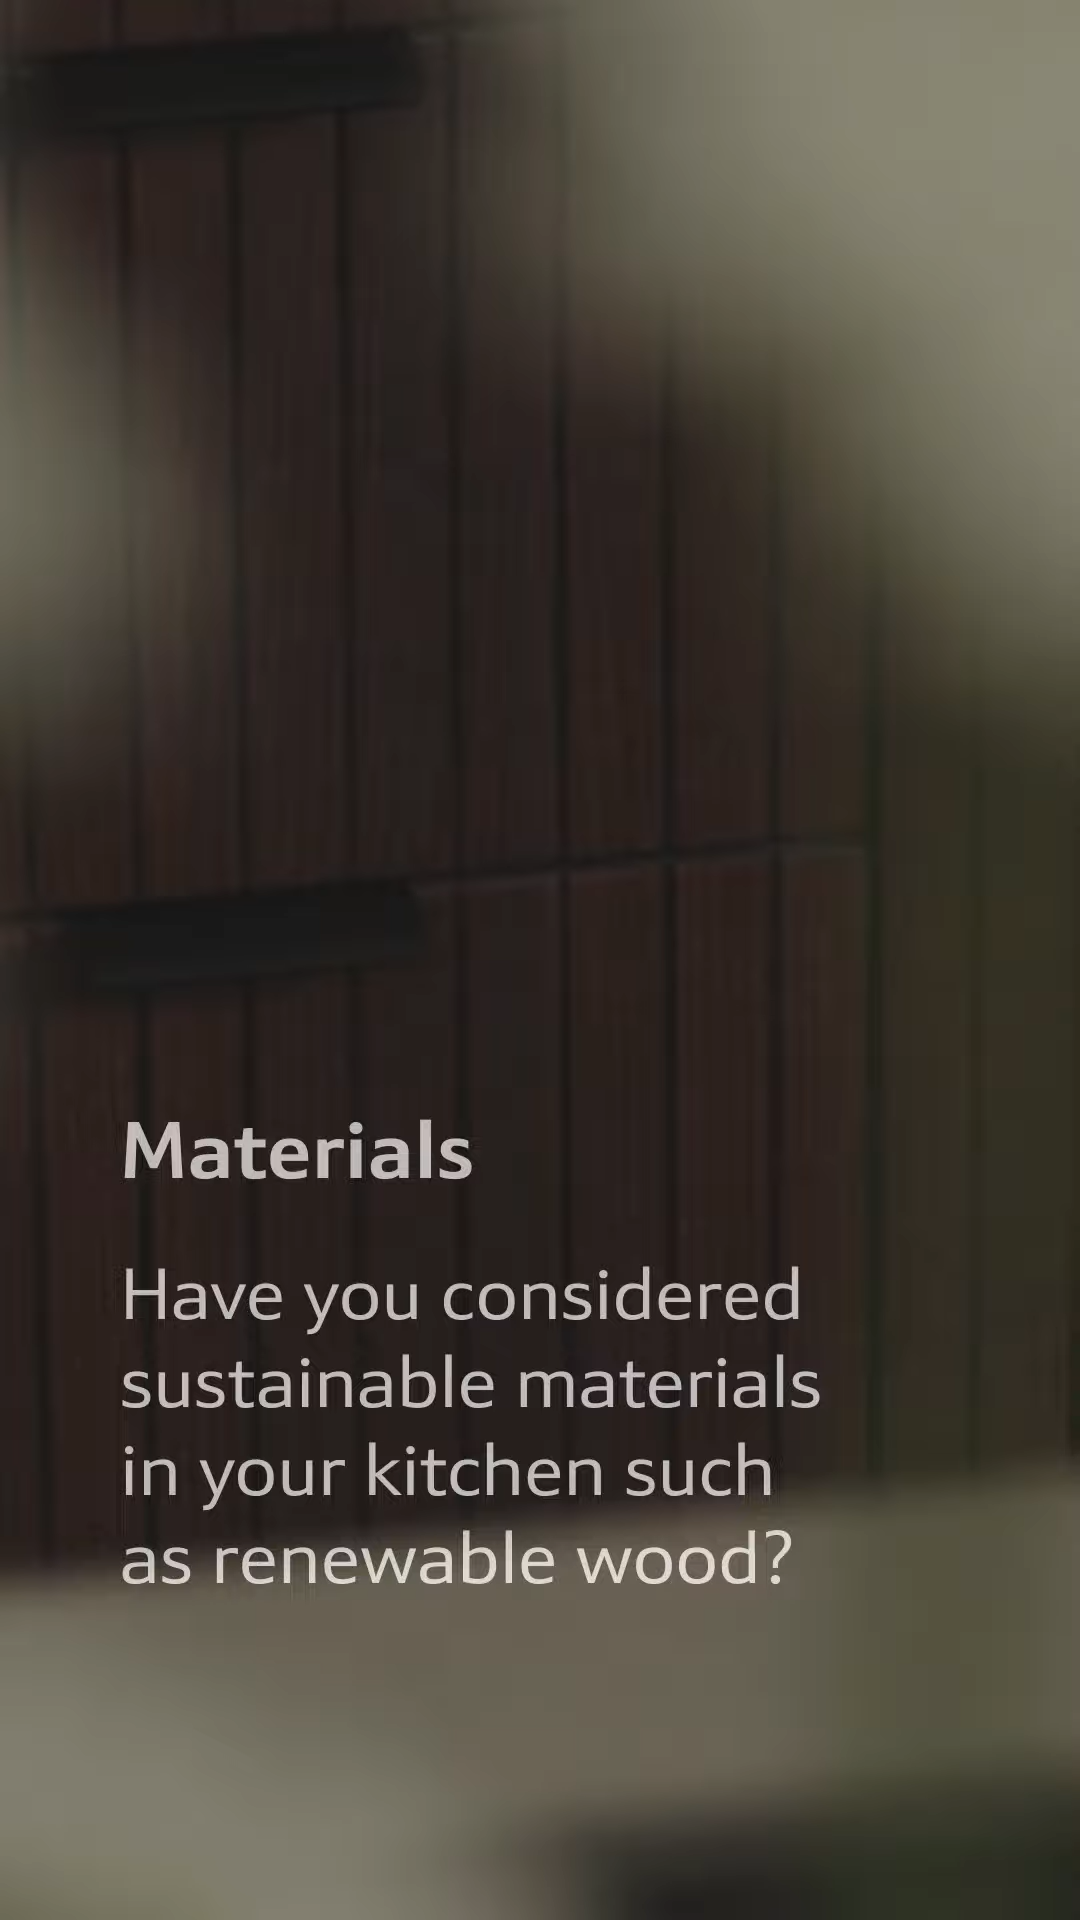 Materials
Have you considered
sustainable materials
in your kitchen such
as renewable wood?